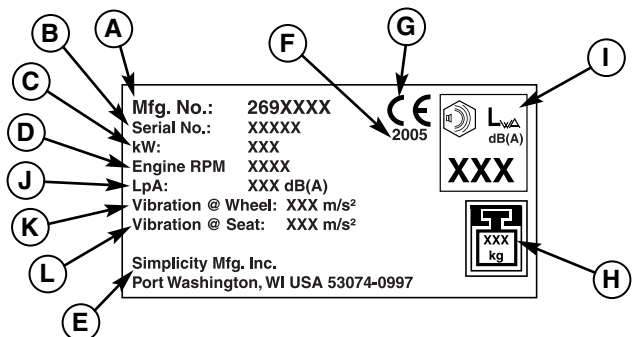 A
B
C
D
J
K
L
E
F
G
I
H
Mfg. No.: 269XXXX
Serial No.: XXXXX
kW: XXX
Engine RPM XXXX
LpA: XXX dB(A)
Vibration @ Wheel: XXX m/s²
Vibration @ Seat: XXX m/s²
Simplicity Mfg. Inc.
Port Washington, WI USA 53074-0997
CE
2005
LWA
dB(A)
XXX
XXX
kg